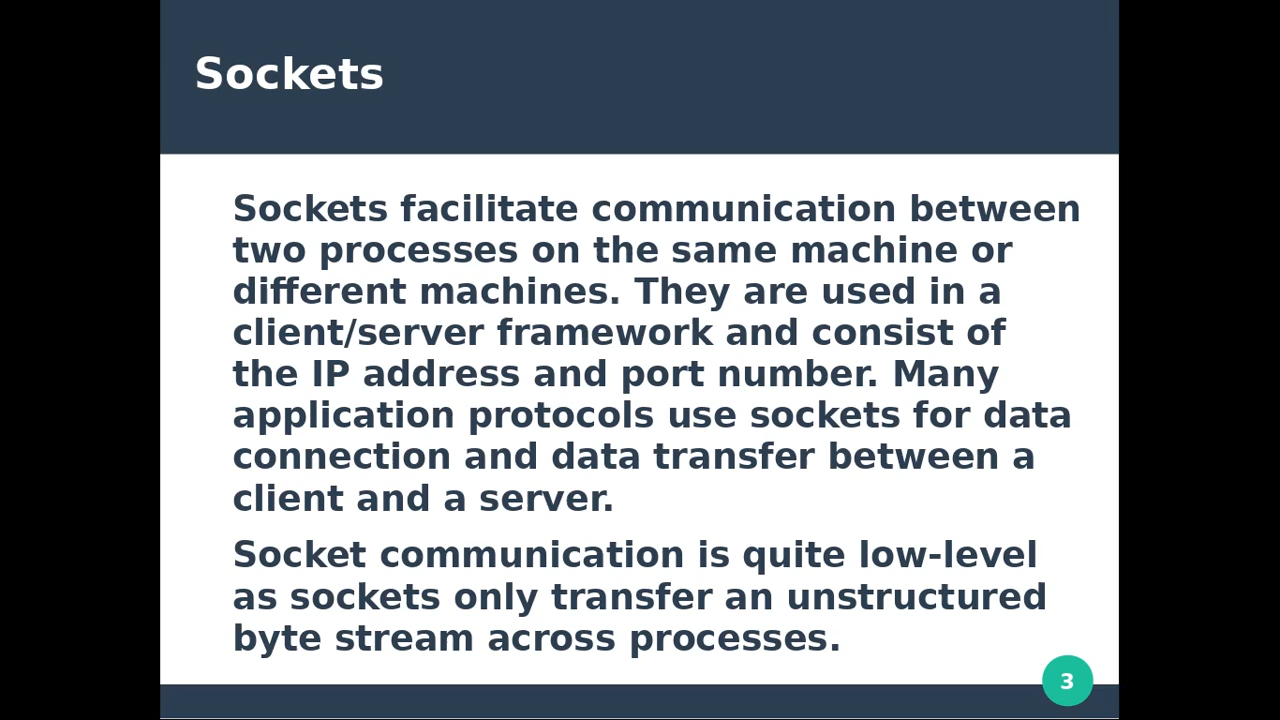 Sockets
Sockets facilitate communication between
two processes on the same machine or
different machines. They are used in a
client/server framework and consist of
the IP address and port number. Many
application protocols use sockets for data
connection and data transfer between a
client and a server.
Socket communication is quite low-level
as sockets only transfer an unstructured
byte stream across processes.
3